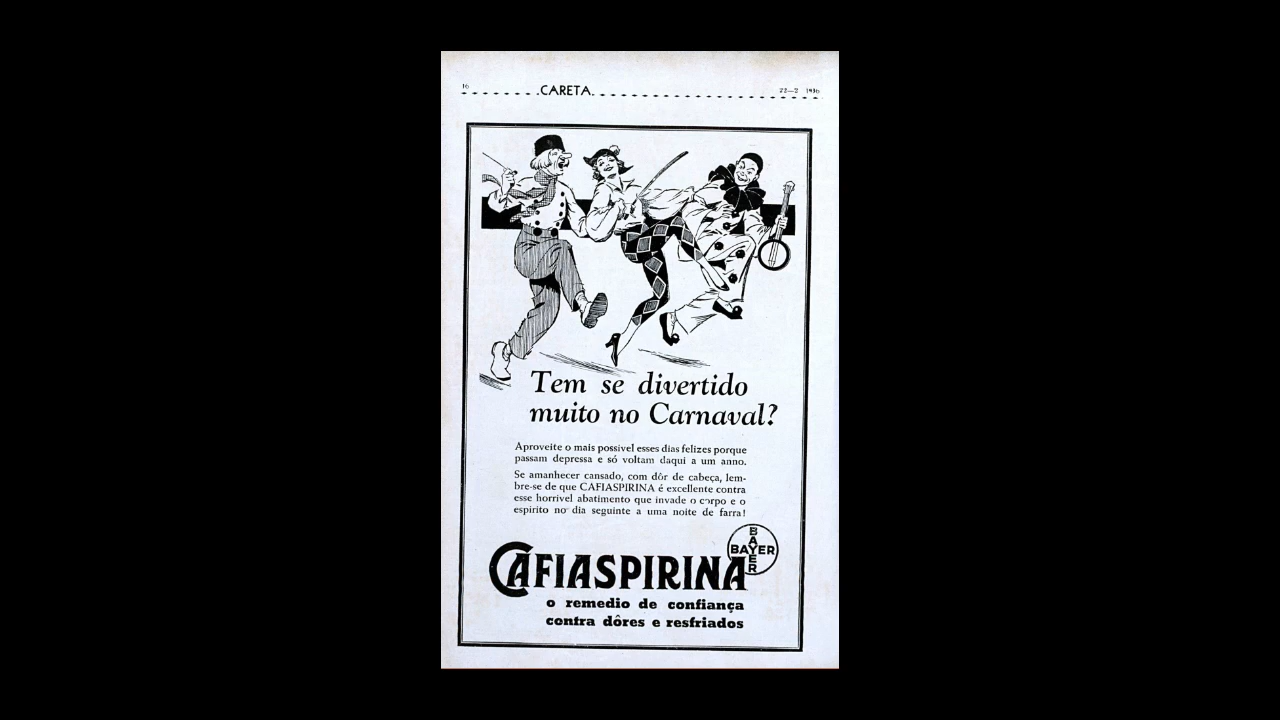 16
CARETA
22—2 1936
Tem se divertido
muito no Carnaval?
Aproveite o mais possivel esses dias felizes porque
passam depressa e só voltam daqui a um anno.
Se amanhecer cansado, com dôr de cabeça, lem-
bre-se de que CAFIASPIRINA é excellente contra
esse horrivel abatimento que invade o corpo e o
espirito no dia seguinte a uma noite de farra!
BAYER
BAYER
CAFIASPIRINA
o remedio de confiança
contra dôres e resfriados